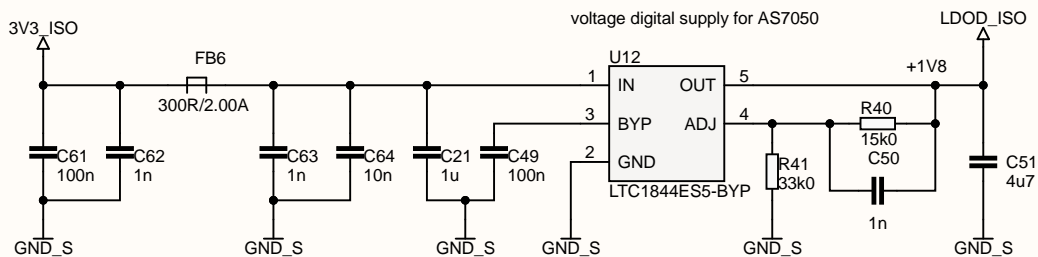 voltage digital supply for AS7050
3V3_ISO
LDOD_ISO
FB6
300R/2.00A
U12
+1V8
1
IN
OUT
5
3
BYP
ADJ
4
2
GND
LTC1844ES5-BYP
R40
15k0
C50
1n
R41
33k0
C61
100n
C62
1n
C63
1n
C64
10n
C21
1u
C49
100n
C51
4u7
GND_S
GND_S
GND_S
GND_S
GND_S
GND_S